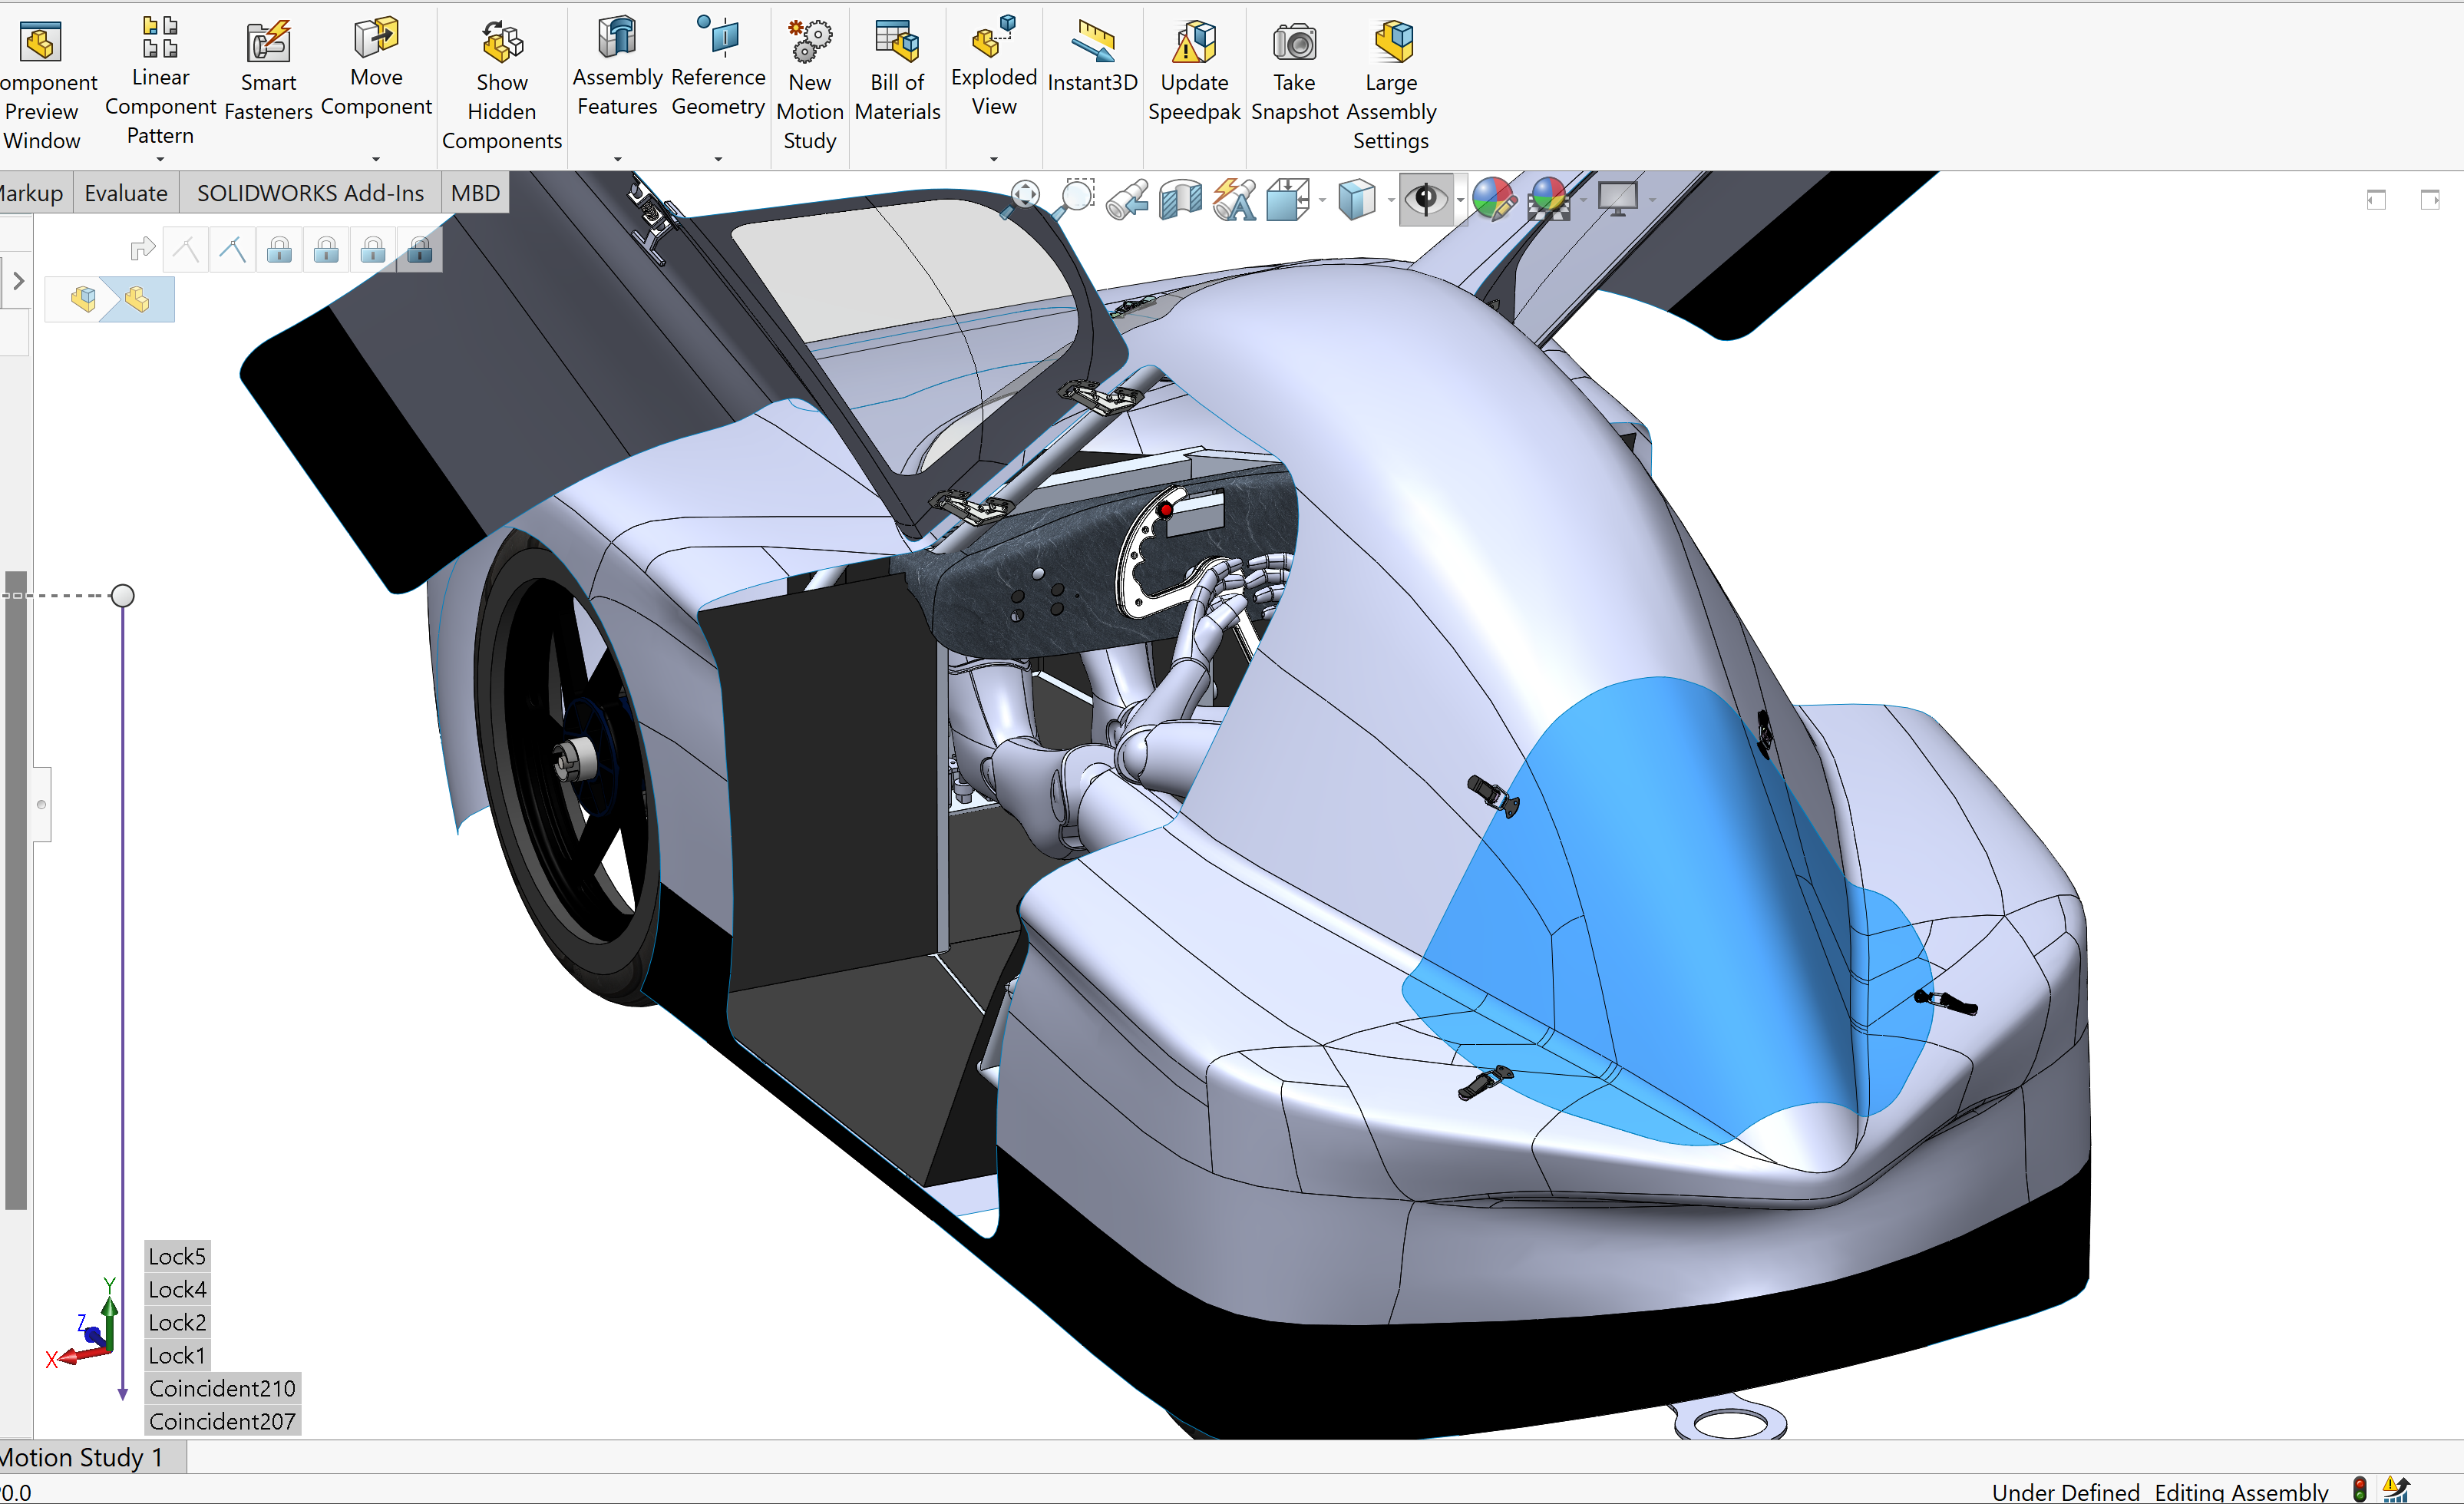 omponent
Preview
Window
Linear
Component
Pattern
Smart
Fasteners
Move
Component
Show
Hidden
Components
Assembly
Features
Reference
Geometry
New
Motion
Study
Bill of
Materials
Exploded
View
Instant3D
Update
Speedpak
Take
Snapshot
Large
Assembly
Settings
Markup
Evaluate
SOLIDWORKS Add-Ins
MBD
Lock5
Lock4
Lock2
Lock1
Coincident210
Coincident207
Y
Z
X
Motion Study 1
0.0
Under Defined
Editing Assembly